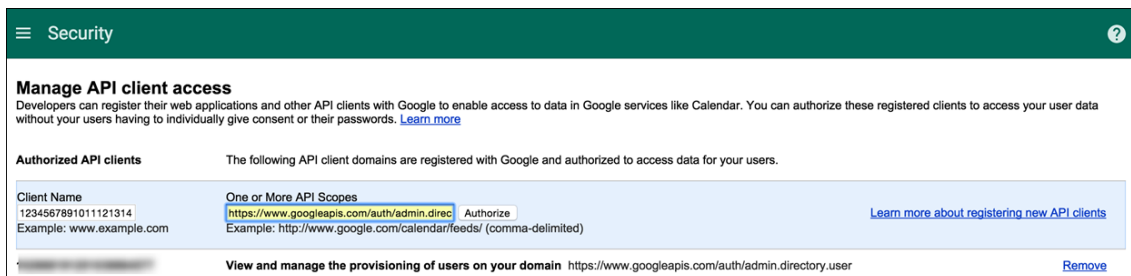 Security
Manage API client access
Developers can register their web applications and other API clients with Google to enable access to data in Google services like Calendar. You can authorize these registered clients to access your user data
without your users having to individually give consent or their passwords. Learn more
Authorized API clients The following API client domains are registered with Google and authorized to access data for your users.
Client Name One or More API Scopes
1234567891011121314 https://www.googleapis.com/auth/admin.direc Authorize Learn more about registering new API clients
Example: www.example.com Example: http://www.google.com/calendar/feeds/ (comma-delimited)
View and manage the provisioning of users on your domain https://www.googleapis.com/auth/admin.directory.user Remove